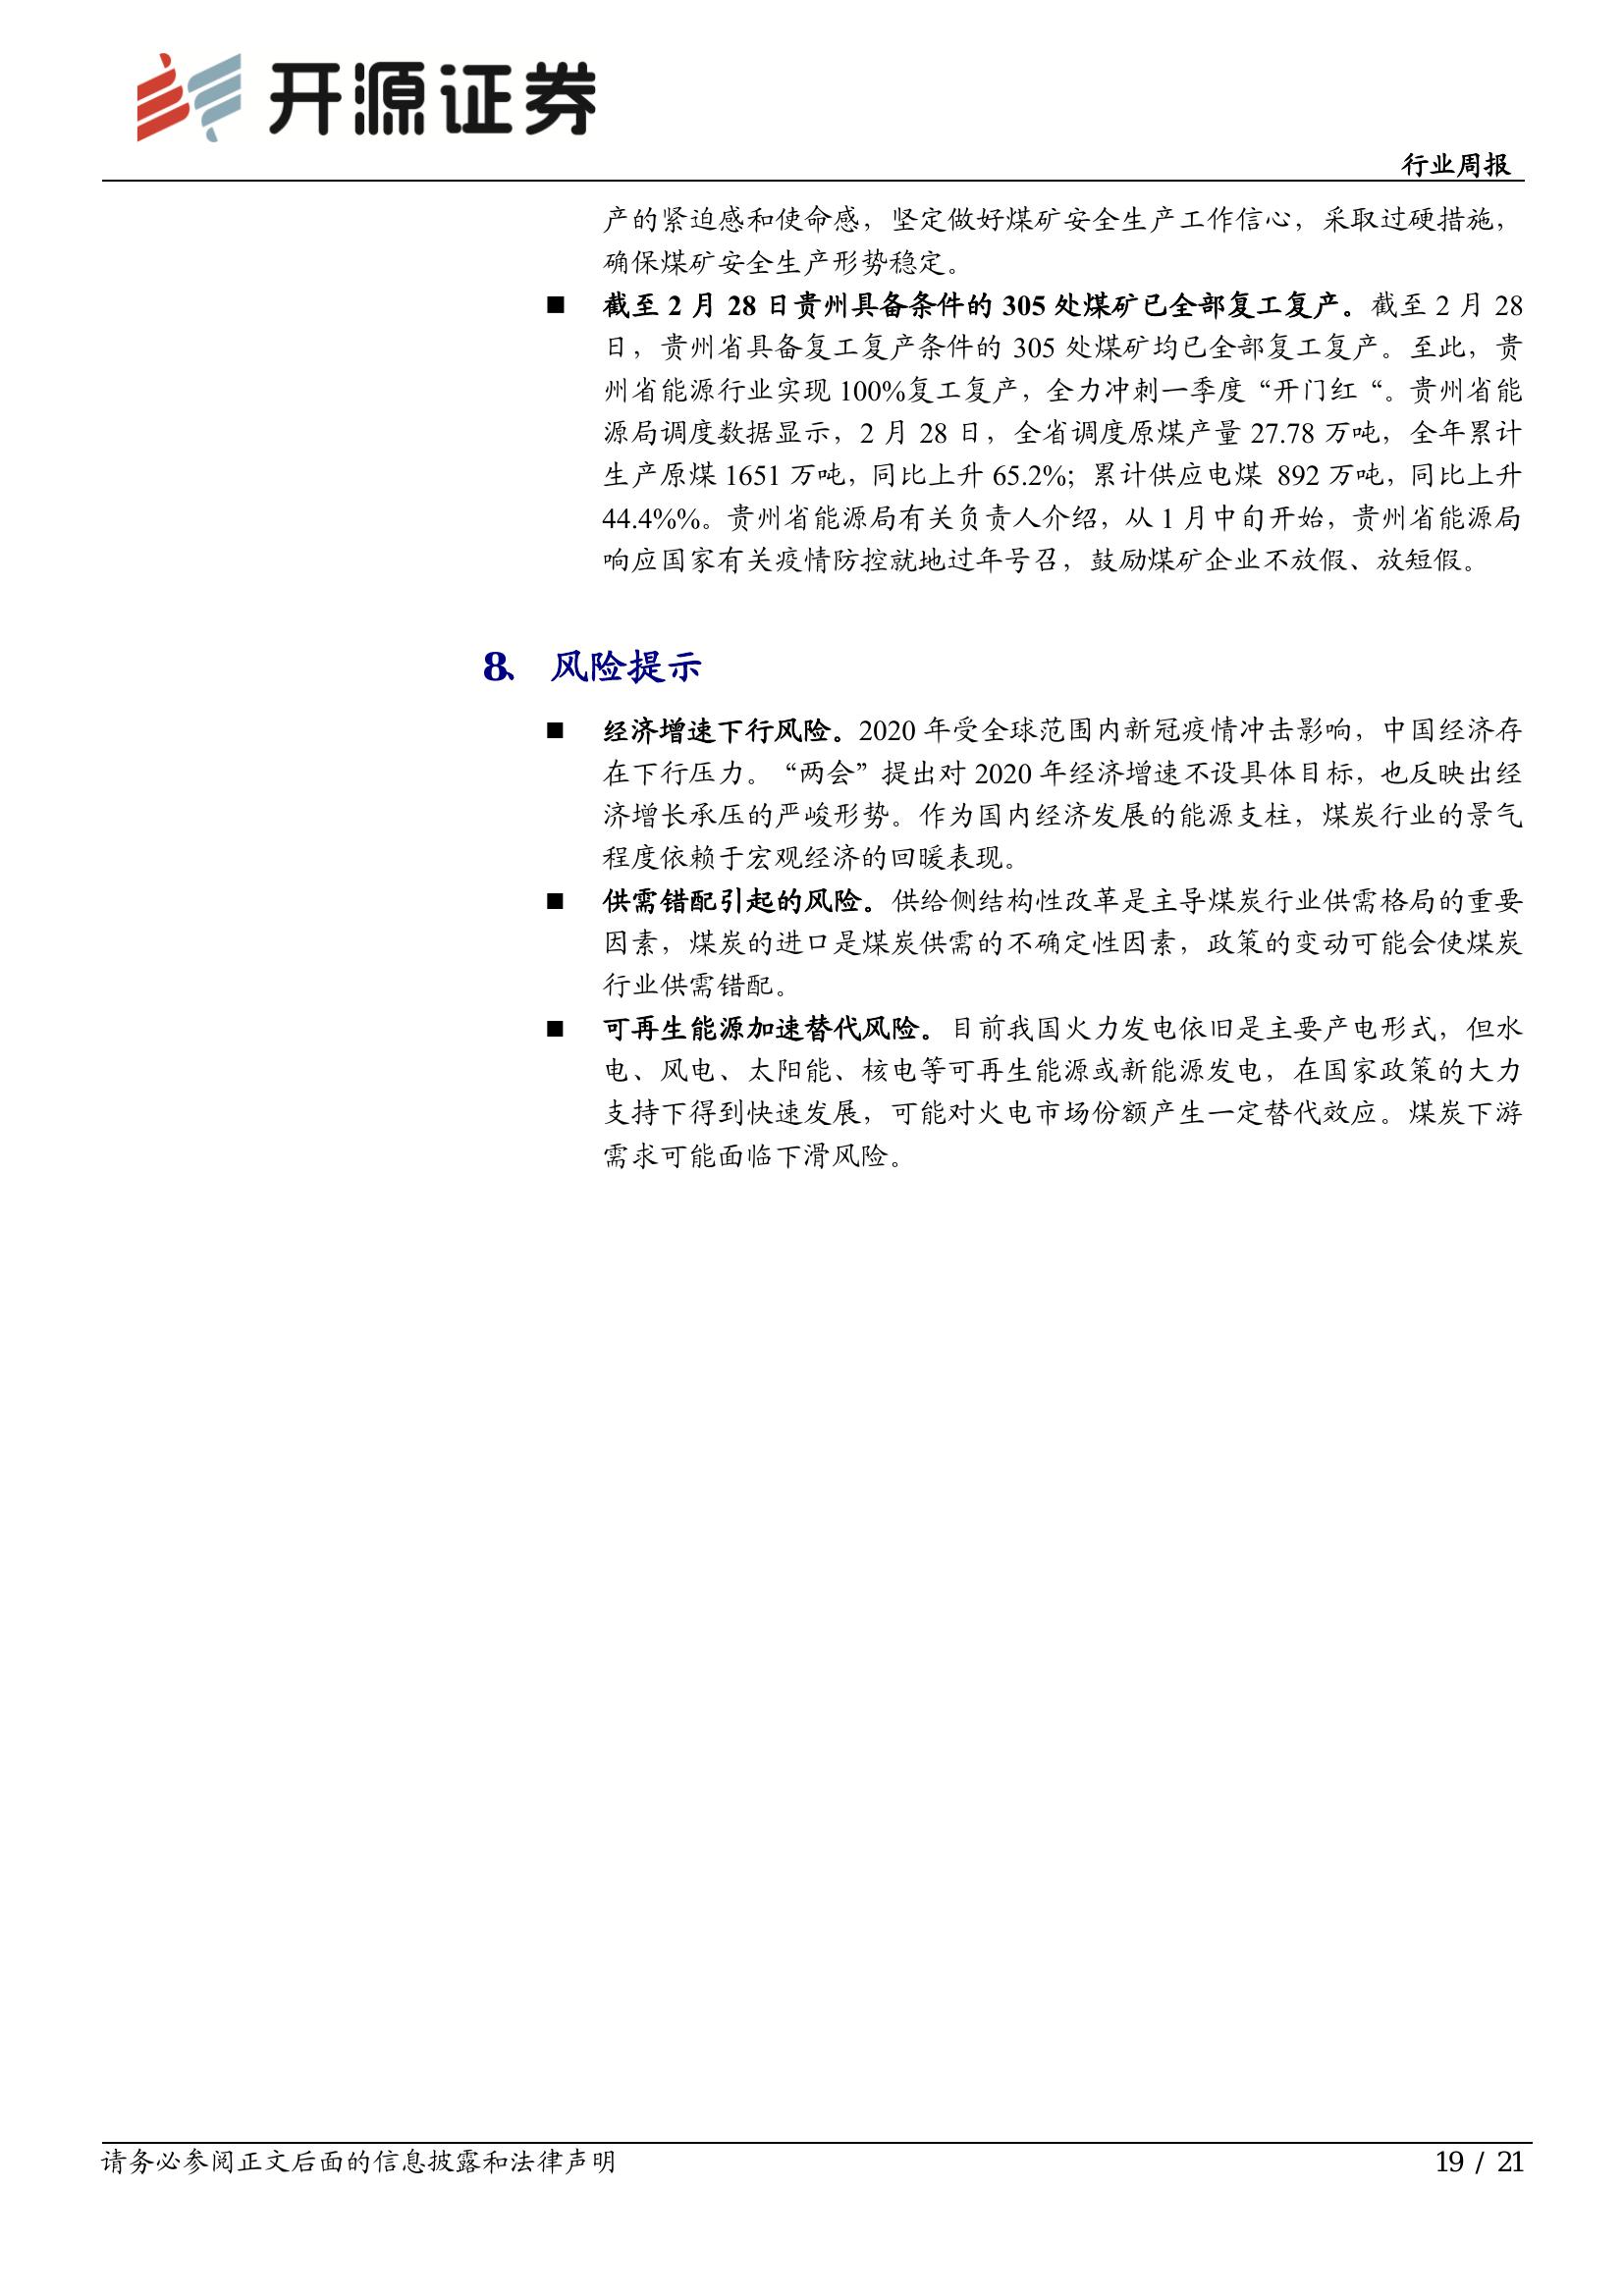 开源证券
行业周报
产的紧迫感和使命感，坚定做好煤矿安全生产工作信心，采取过硬措施，
确保煤矿安全生产形势稳定。
■ 截至 2 月 28 日贵州具备条件的 305 处煤矿已全部复工复产。截至 2 月 28
日，贵州省具备复工复产条件的 305 处煤矿均已全部复工复产。至此，贵
州省能源行业实现 100%复工复产，全力冲刺一季度“开门红“。贵州省能
源局调度数据显示，2 月 28 日，全省调度原煤产量 27.78 万吨，全年累计
生产原煤 1651 万吨，同比上升 65.2%；累计供应电煤 892 万吨，同比上升
44.4%%。贵州省能源局有关负责人介绍，从 1 月中旬开始，贵州省能源局
响应国家有关疫情防控就地过年号召，鼓励煤矿企业不放假、放短假。
8、 风险提示
■ 经济增速下行风险。2020 年受全球范围内新冠疫情冲击影响，中国经济存
在下行压力。“两会”提出对 2020 年经济增速不设具体目标，也反映出经
济增长承压的严峻形势。作为国内经济发展的能源支柱，煤炭行业的景气
程度依赖于宏观经济的回暖表现。
■ 供需错配引起的风险。供给侧结构性改革是主导煤炭行业供需格局的重要
因素，煤炭的进口是煤炭供需的不确定性因素，政策的变动可能会使煤炭
行业供需错配。
■ 可再生能源加速替代风险。目前我国火力发电依旧是主要产电形式，但水
电、风电、太阳能、核电等可再生能源或新能源发电，在国家政策的大力
支持下得到快速发展，可能对火电市场份额产生一定替代效应。煤炭下游
需求可能面临下滑风险。
请务必参阅正文后面的信息披露和法律声明
19 / 21